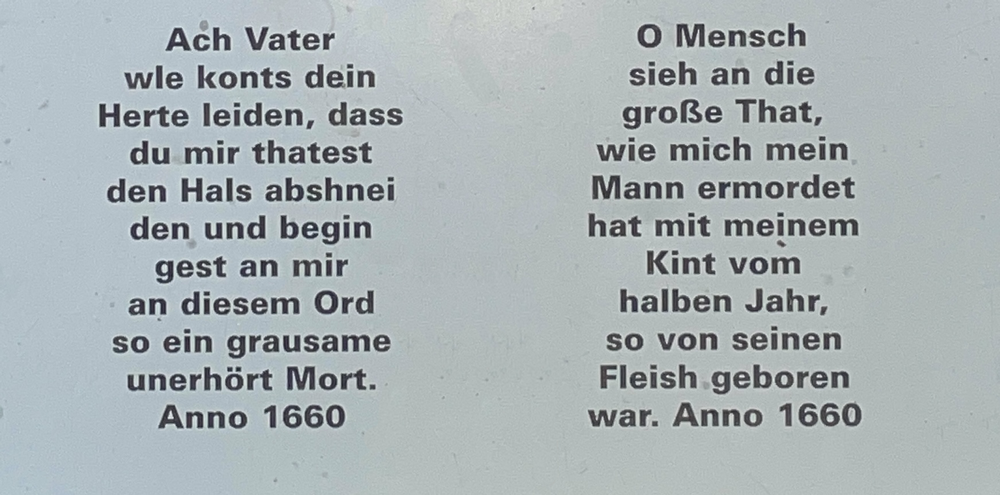 Ach Vater
wle konts dein
Herte leiden, dass
du mir thatest
den Hals abshnei
den und begin
gest an mir
an diesem Ord
so ein grausame
unerhört Mort.
Anno 1660
O Mensch
sieh an die
große That,
wie mich mein
Mann ermordet
hat mit meinem
Kint vom
halben Jahr,
so von seinen
Fleish geboren
war. Anno 1660